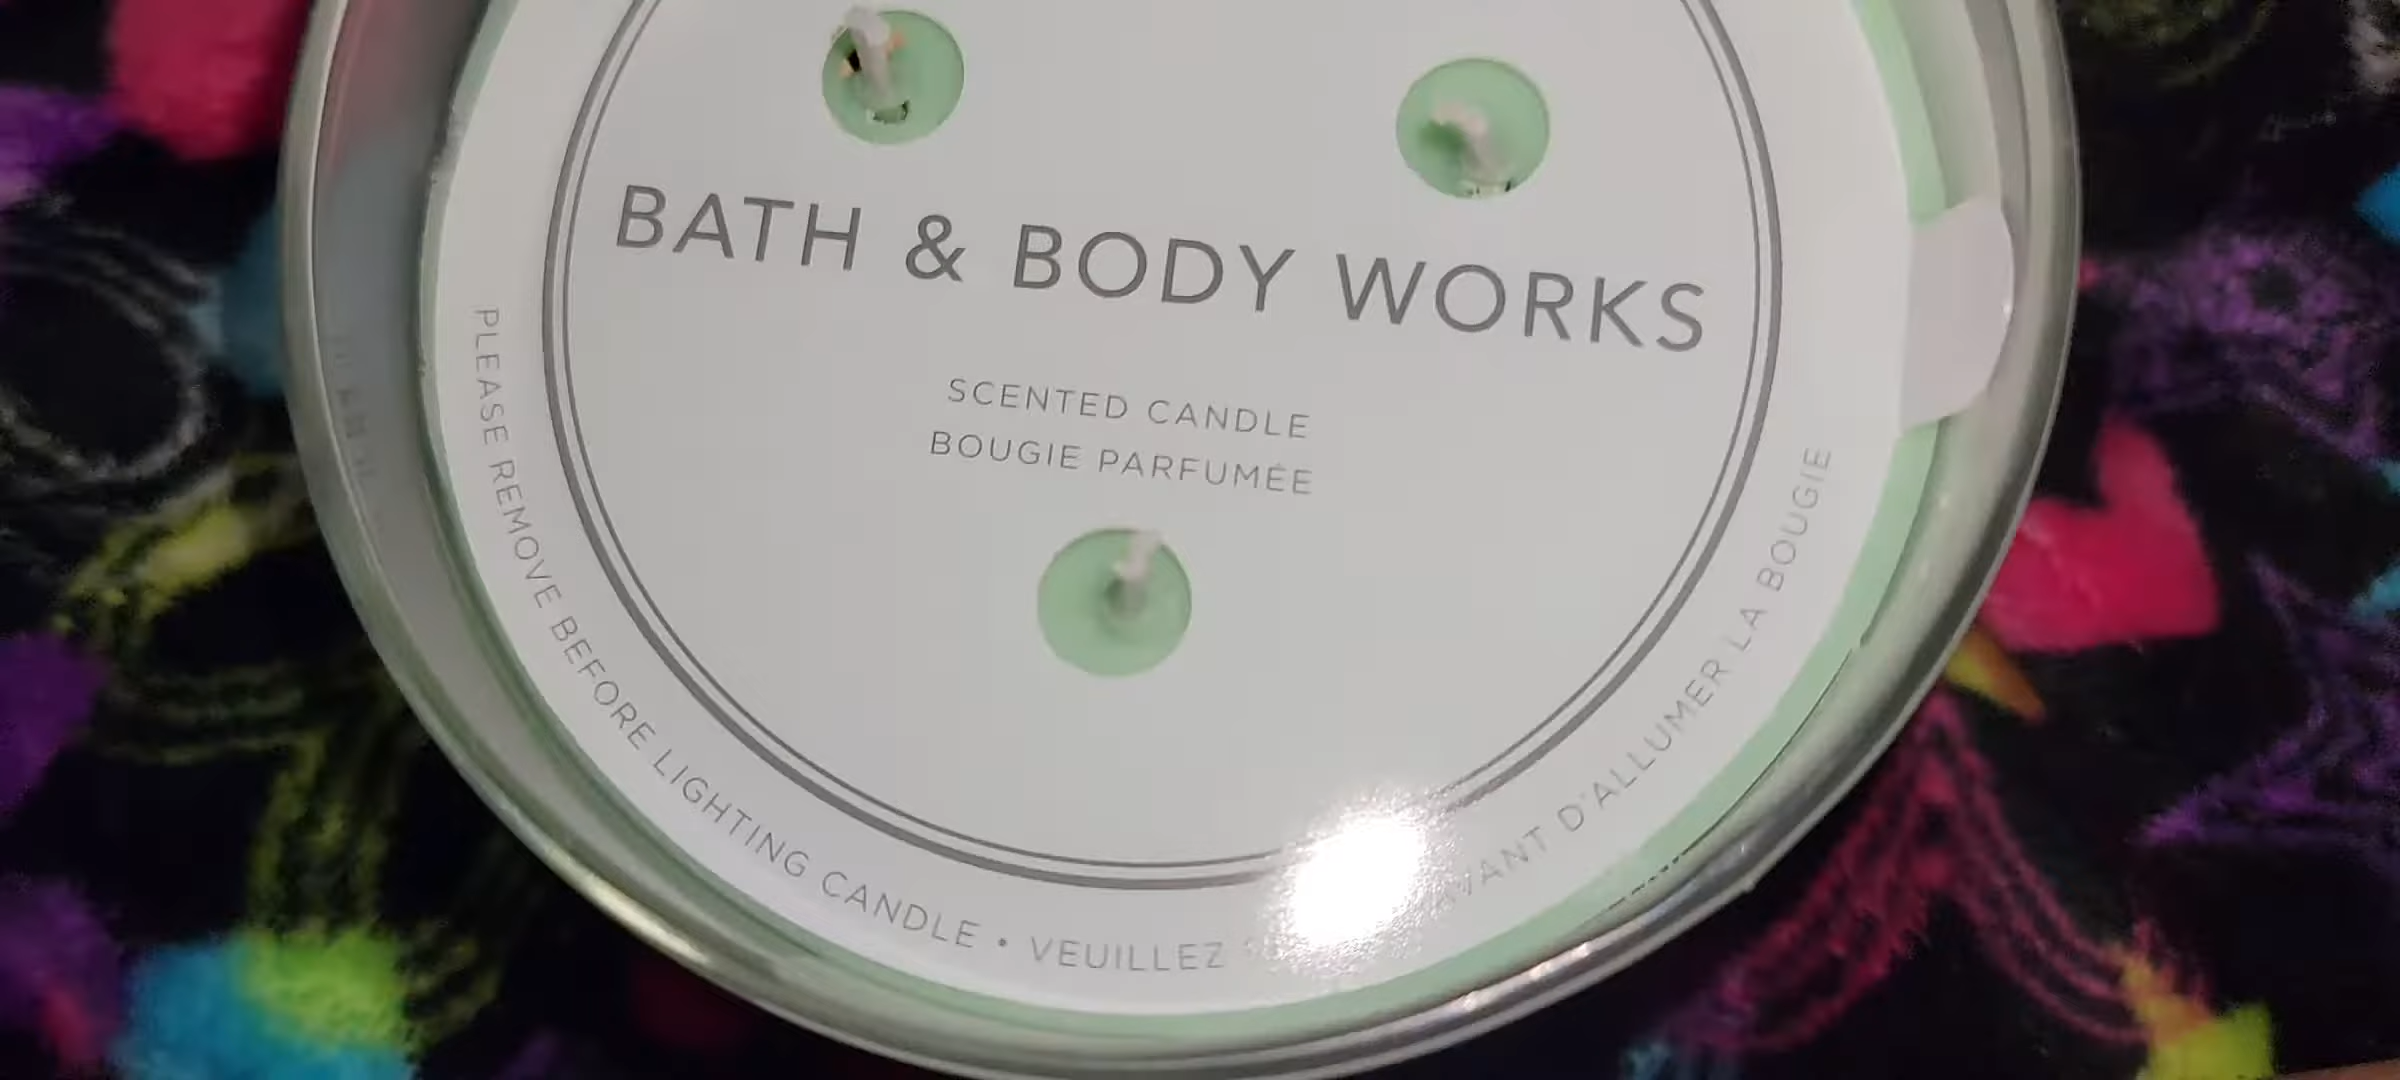 BATH & BODY WORKS
SCENTED CANDLE
BOUGIE PARFUMÉE
PLEASE REMOVE BEFORE LIGHTING CANDLE • VEUILLEZ AVANT D'ALLUMER LA BOUGIE